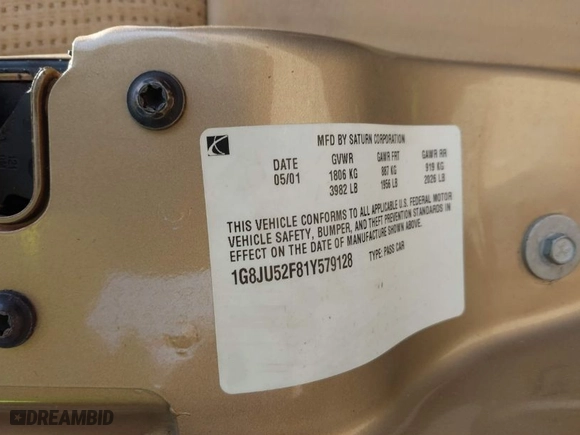 MFD BY SATURN CORPORATION
DATE GVWR GAWR FRT GAWR RR
05/01 1806 KG 887 KG 919 KG
3982 LB 1956 LB 2026 LB
THIS VEHICLE CONFORMS TO ALL APPLICABLE U.S. FEDERAL MOTOR
VEHICLE SAFETY, BUMPER, AND THEFT PREVENTION STANDARDS IN
EFFECT ON THE DATE OF MANUFACTURE SHOWN ABOVE.
1G8JU52F81Y579128 TYPE: PASS CAR
DREAMBID